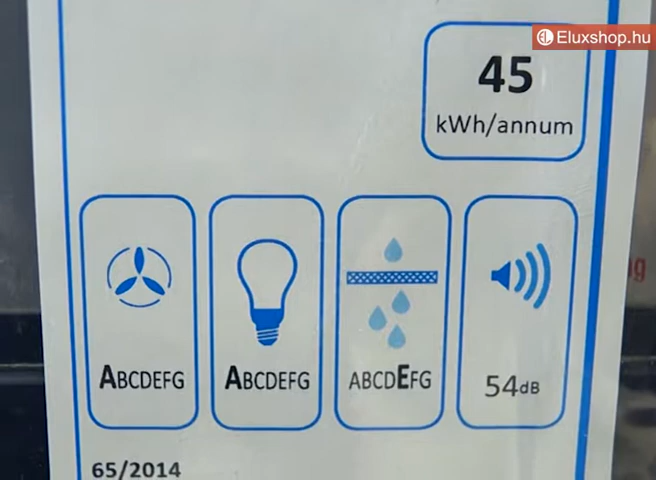 Eluxshop.hu
45
kWh/annum
ABCDEFG
ABCDEFG
ABCDEFG
54dB
65/2014